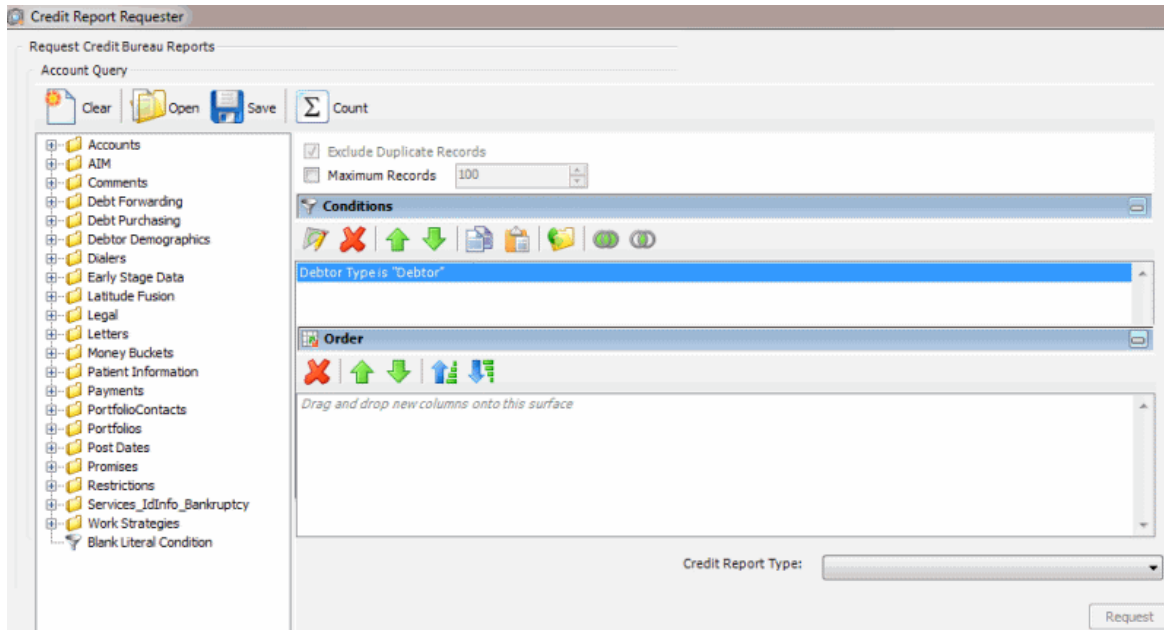 Credit Report Requester
Request Credit Bureau Reports
Account Query
Clear Open Save Σ Count
Accounts
AIM
Comments
Debt Forwarding
Debt Purchasing
Debtor Demographics
Dialers
Early Stage Data
Latitude Fusion
Legal
Letters
Money Buckets
Patient Information
Payments
PortfolioContacts
Portfolios
Post Dates
Promises
Restrictions
Services_IdInfo_Bankruptcy
Work Strategies
Blank Literal Condition
Exclude Duplicate Records
Maximum Records 100
Conditions
Debtor Type is "Debtor"
Order
Drag and drop new columns onto this surface
Credit Report Type:
Request